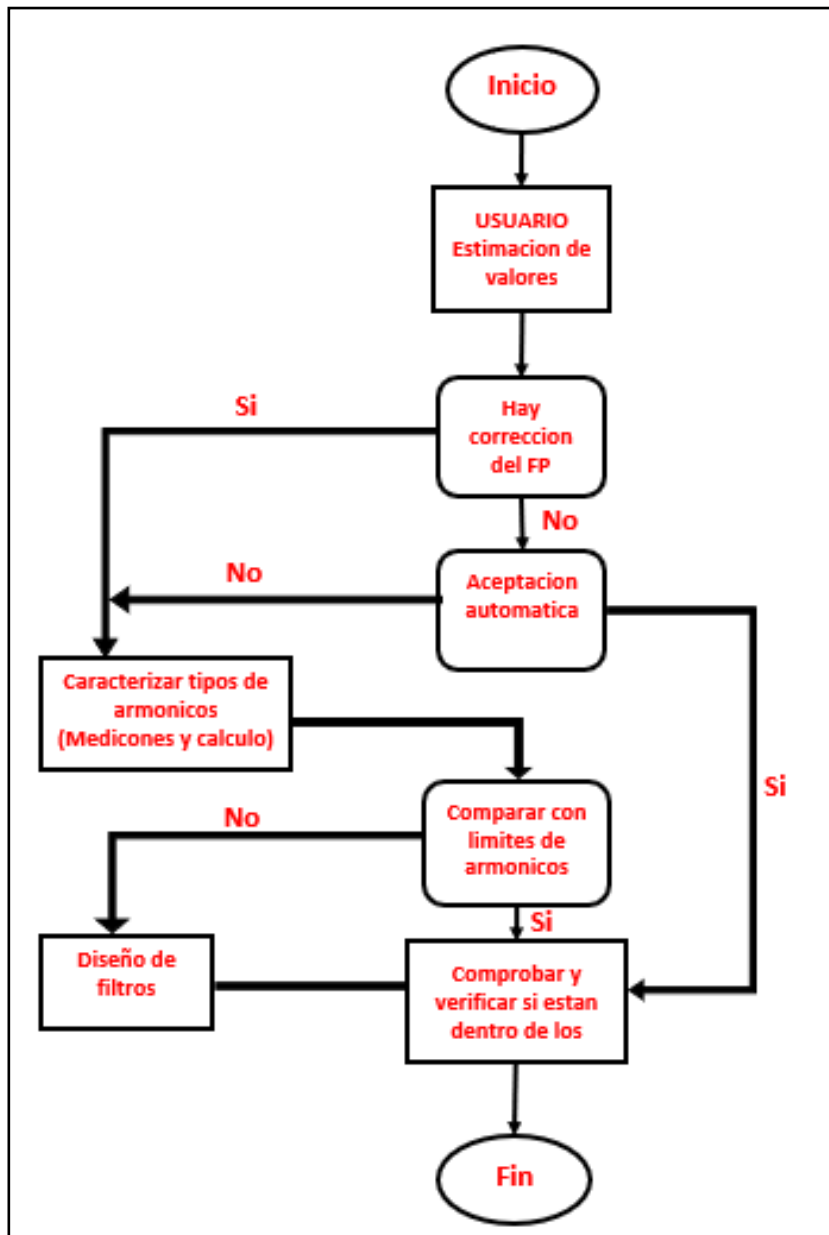 Inicio
USUARIO
Estimacion de
valores
Si
Hay
correccion
del FP
No
No
Aceptacion
automatica
Caracterizar tipos de
armonicos
(Medicones y calculo)
Si
No
Comparar con
limites de
armonicos
Si
Diseño de
filtros
Comprobar y
verificar si estan
dentro de los
Fin